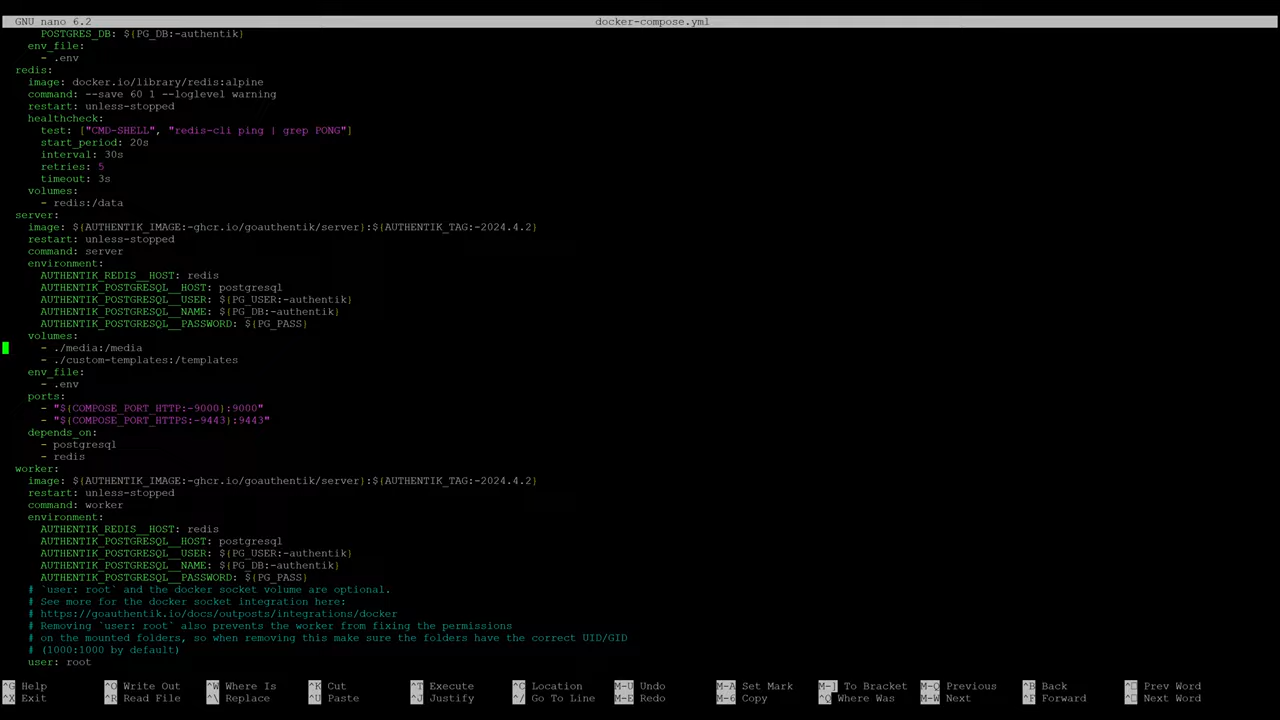 GNU nano 6.2 docker-compose.yml
POSTGRES_DB: ${PG_DB:-authentik}
env_file:
- .env
redis:
image: docker.io/library/redis:alpine
command: --save 60 1 --loglevel warning
restart: unless-stopped
healthcheck:
test: ["CMD-SHELL", "redis-cli ping | grep PONG"]
start_period: 20s
interval: 30s
retries: 5
timeout: 3s
volumes:
- redis:/data
server:
image: ${AUTHENTIK_IMAGE:-ghcr.io/goauthentik/server}:${AUTHENTIK_TAG:-2024.4.2}
restart: unless-stopped
command: server
environment:
AUTHENTIK_REDIS__HOST: redis
AUTHENTIK_POSTGRESQL__HOST: postgresql
AUTHENTIK_POSTGRESQL__USER: ${PG_USER:-authentik}
AUTHENTIK_POSTGRESQL__NAME: ${PG_DB:-authentik}
AUTHENTIK_POSTGRESQL__PASSWORD: ${PG_PASS}
volumes:
- ./media:/media
- ./custom-templates:/templates
env_file:
- .env
ports:
- "${COMPOSE_PORT_HTTP:-9000}:9000"
- "${COMPOSE_PORT_HTTPS:-9443}:9443"
depends_on:
- postgresql
- redis
worker:
image: ${AUTHENTIK_IMAGE:-ghcr.io/goauthentik/server}:${AUTHENTIK_TAG:-2024.4.2}
restart: unless-stopped
command: worker
environment:
AUTHENTIK_REDIS__HOST: redis
AUTHENTIK_POSTGRESQL__HOST: postgresql
AUTHENTIK_POSTGRESQL__USER: ${PG_USER:-authentik}
AUTHENTIK_POSTGRESQL__NAME: ${PG_DB:-authentik}
AUTHENTIK_POSTGRESQL__PASSWORD: ${PG_PASS}
# `user: root` and the docker socket volume are optional.
# See more for the docker socket integration here:
# https://goauthentik.io/docs/outposts/integrations/docker
# Removing `user: root` also prevents the worker from fixing the permissions
# on the mounted folders, so when removing this make sure the folders have the correct UID/GID
# (1000:1000 by default)
user: root
^G Help ^O Write Out ^W Where Is ^K Cut ^T Execute ^C Location M-U Undo M-A Set Mark M-] To Bracket M-Q Previous ^B Back Prev Word
^X Exit ^R Read File ^\ Replace ^U Paste ^J Justify ^/ Go To Line M-E Redo M-6 Copy ^Q Where Was M-W Next ^F Forward Next Word